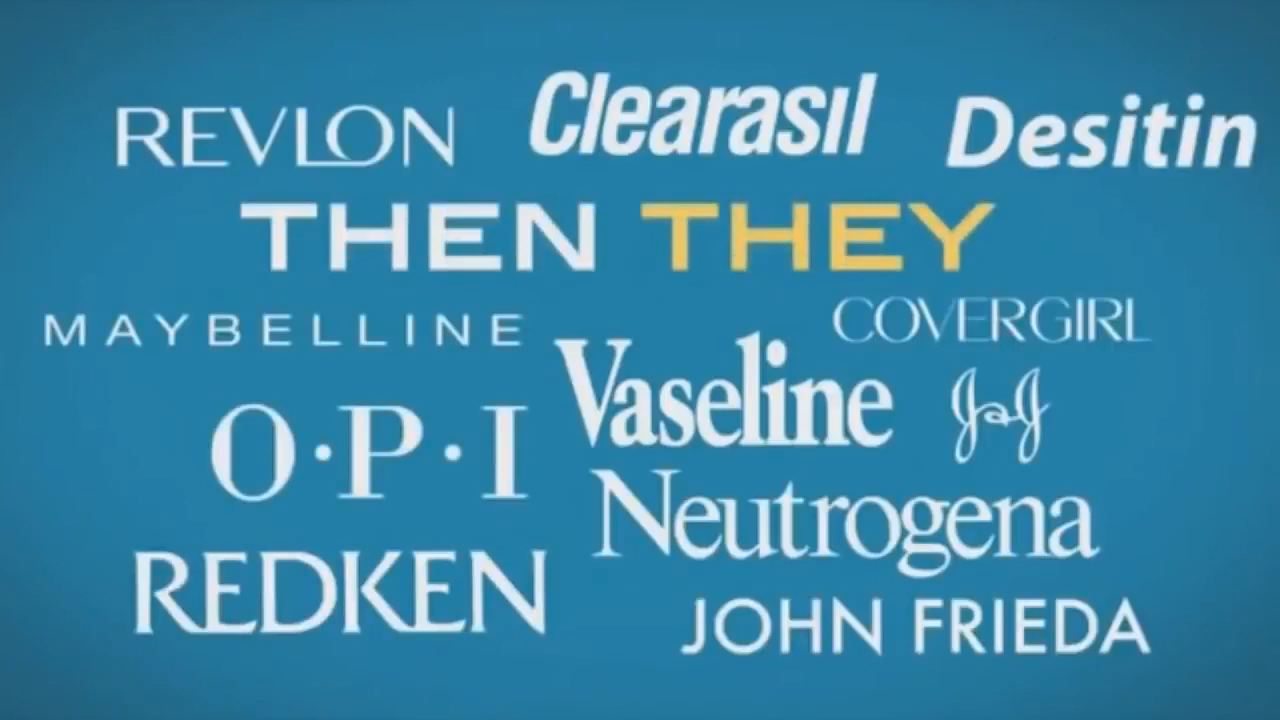 REVLON Clearasil Desitin
THEN THEY
MAYBELLINE COVERGIRL
Vaseline J&J
O·P·I
Neutrogena
REDKEN
JOHN FRIEDA